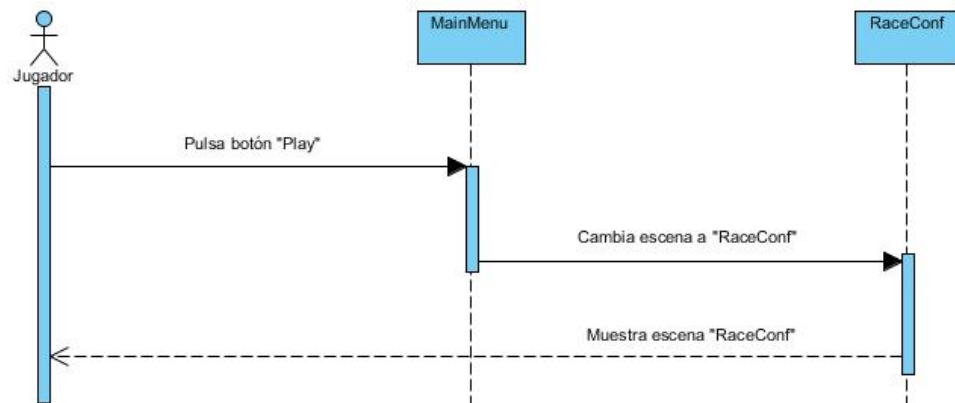 MainMenu
RaceConf
Jugador
Pulsa botón "Play"
Cambia escena a "RaceConf"
Muestra escena "RaceConf"